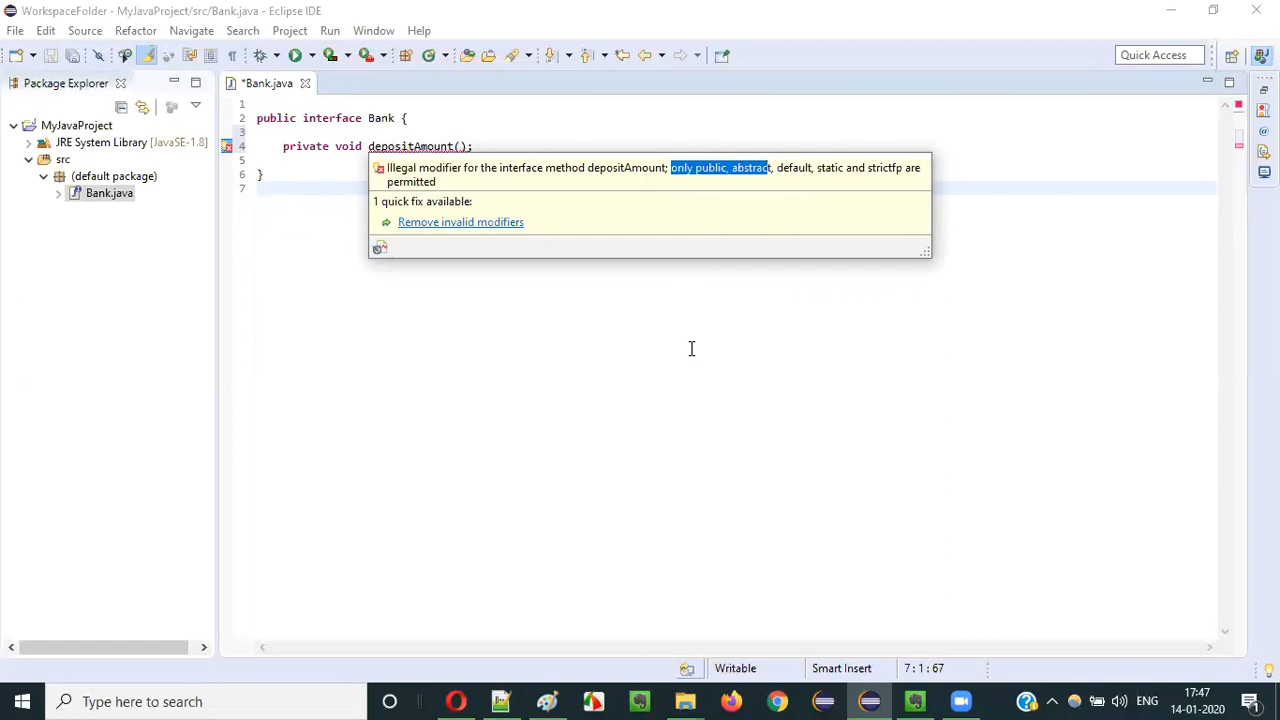 WorkspaceFolder - MyJavaProject/src/Bank.java - Eclipse IDE
File Edit Source Refactor Navigate Search Project Run Window Help
Quick Access
Package Explorer
*Bank.java
MyJavaProject
JRE System Library [JavaSE-1.8]
src
(default package)
Bank.java
1
2 public interface Bank {
3
4 private void depositAmount();
5
6 }
7
Illegal modifier for the interface method depositAmount; only public, abstract, default, static and strictfp are
permitted
1 quick fix available:
Remove invalid modifiers
Writable Smart Insert 7 : 1 : 67
Type here to search
ENG
17:47
14-01-2020
1